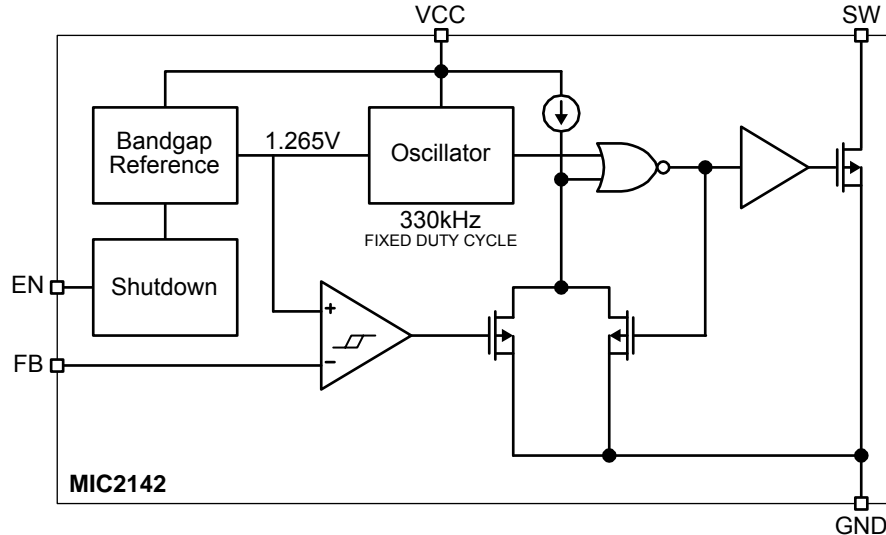 VCC
SW
Bandgap
Reference
1.265V
Oscillator
330kHz
FIXED DUTY CYCLE
EN
Shutdown
+
FB
–
MIC2142
GND